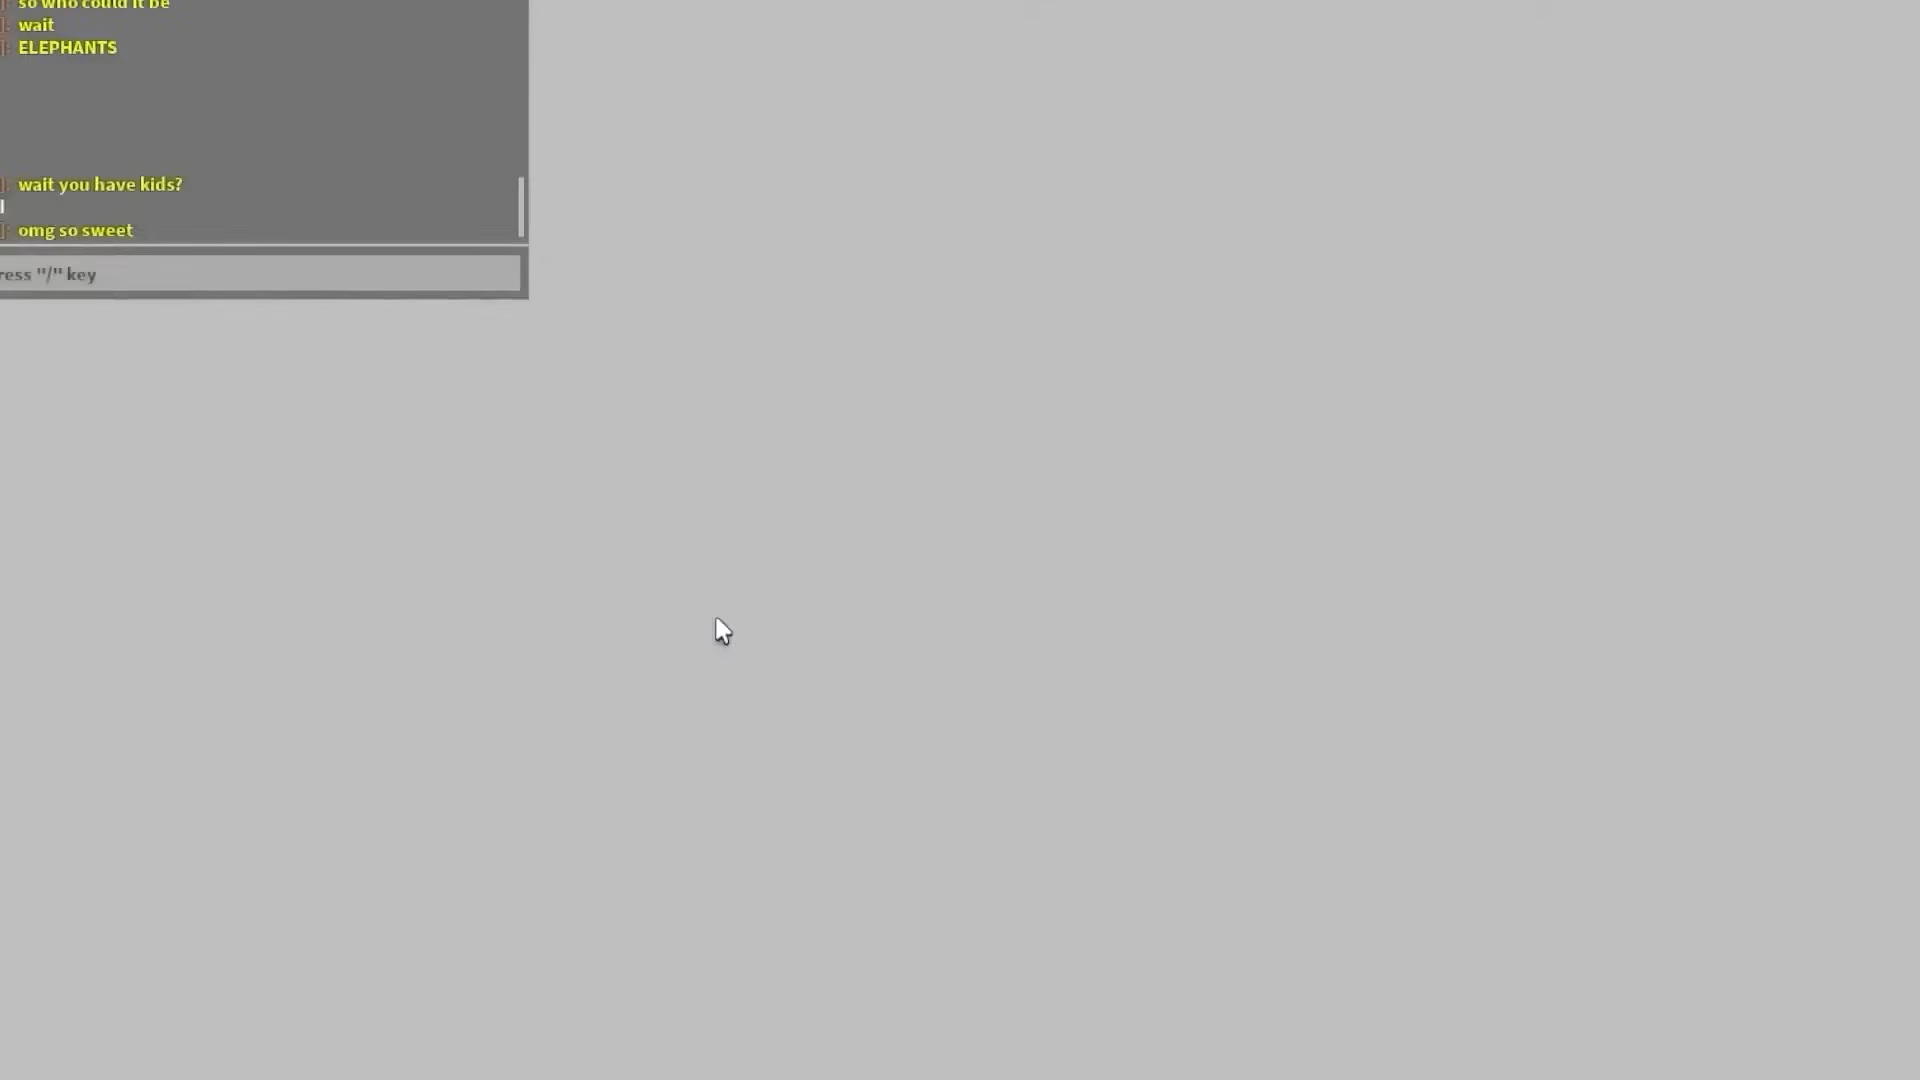 ]: so who could it be
]: wait
]: ELEPHANTS
]: wait you have kids?
l
]: omg so sweet
ress "/" key